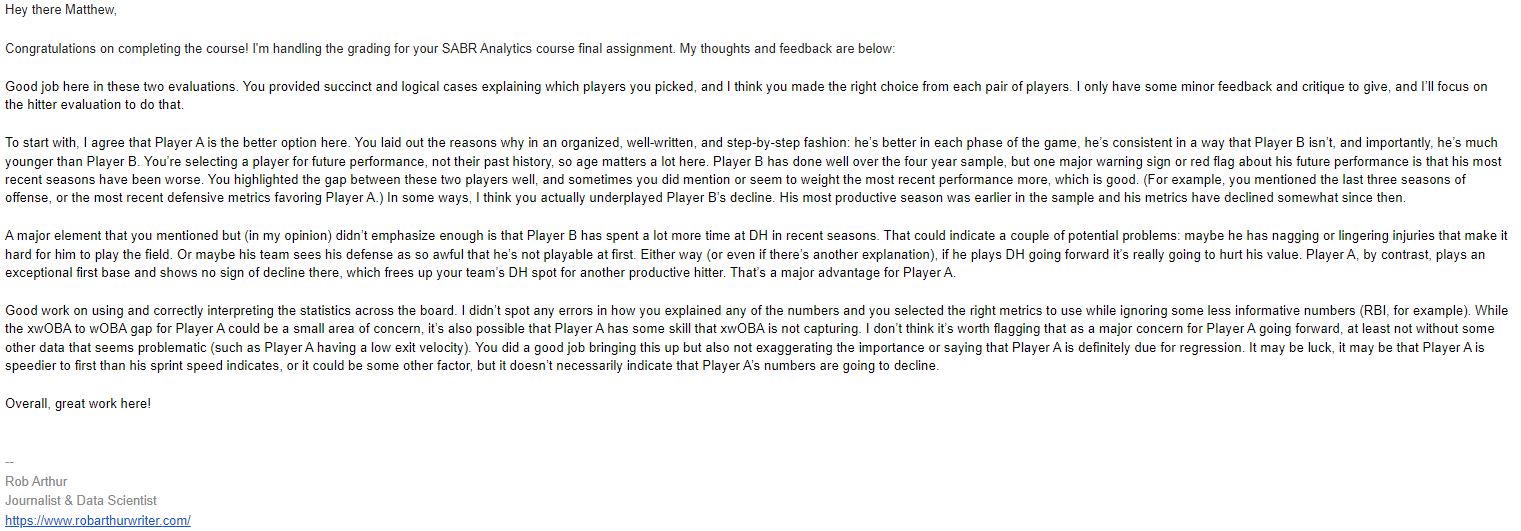 Hey there Matthew,
Congratulations on completing the course! I'm handling the grading for your SABR Analytics course final assignment. My thoughts and feedback are below:
Good job here in these two evaluations. You provided succinct and logical cases explaining which players you picked, and I think you made the right choice from each pair of players. I only have some minor feedback and critique to give, and I'll focus on
the hitter evaluation to do that.
To start with, I agree that Player A is the better option here. You laid out the reasons why in an organized, well-written, and step-by-step fashion: he's better in each phase of the game, he's consistent in a way that Player B isn't, and importantly, he's much
younger than Player B. You're selecting a player for future performance, not their past history, so age matters a lot here. Player B has done well over the four year sample, but one major warning sign or red flag about his future performance is that his most
recent seasons have been worse. You highlighted the gap between these two players well, and sometimes you did mention or seem to weight the most recent performance more, which is good. (For example, you mentioned the last three seasons of
offense, or the most recent defensive metrics favoring Player A.) In some ways, I think you actually underplayed Player B's decline. His most productive season was earlier in the sample and his metrics have declined somewhat since then.
A major element that you mentioned but (in my opinion) didn't emphasize enough is that Player B has spent a lot more time at DH in recent seasons. That could indicate a couple of potential problems: maybe he has nagging or lingering injuries that make it
hard for him to play the field. Or maybe his team sees his defense as so awful that he's not playable at first. Either way (or even if there's another explanation), if he plays DH going forward it's really going to hurt his value. Player A, by contrast, plays an
exceptional first base and shows no sign of decline there, which frees up your team's DH spot for another productive hitter. That's a major advantage for Player A.
Good work on using and correctly interpreting the statistics across the board. I didn't spot any errors in how you explained any of the numbers and you selected the right metrics to use while ignoring some less informative numbers (RBI, for example). While
the xwOBA to wOBA gap for Player A could be a small area of concern, it's also possible that Player A has some skill that xwOBA is not capturing. I don't think it's worth flagging that as a major concern for Player A going forward, at least not without some
other data that seems problematic (such as Player A having a low exit velocity). You did a good job bringing this up but also not exaggerating the importance or saying that Player A is definitely due for regression. It may be luck, it may be that Player A is
speedier to first than his sprint speed indicates, or it could be some other factor, but it doesn't necessarily indicate that Player A's numbers are going to decline.
Overall, great work here!
--
Rob Arthur
Journalist & Data Scientist
https://www.robarthurwriter.com/